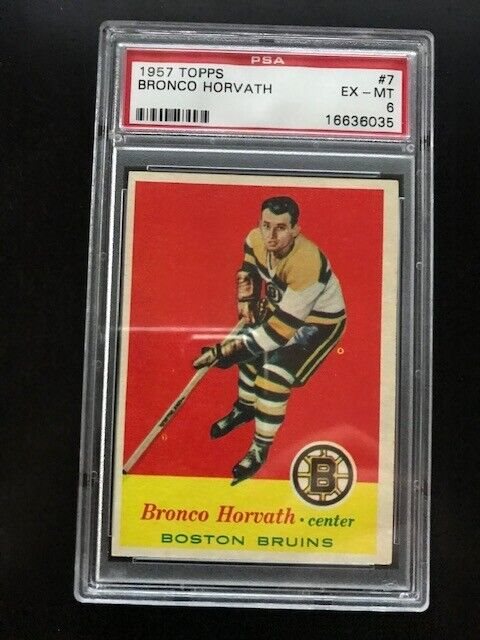 PSA
1957 TOPPS #7
BRONCO HORVATH EX - MT
6
16636035
B
B
Bronco Horvath • center
BOSTON BRUINS